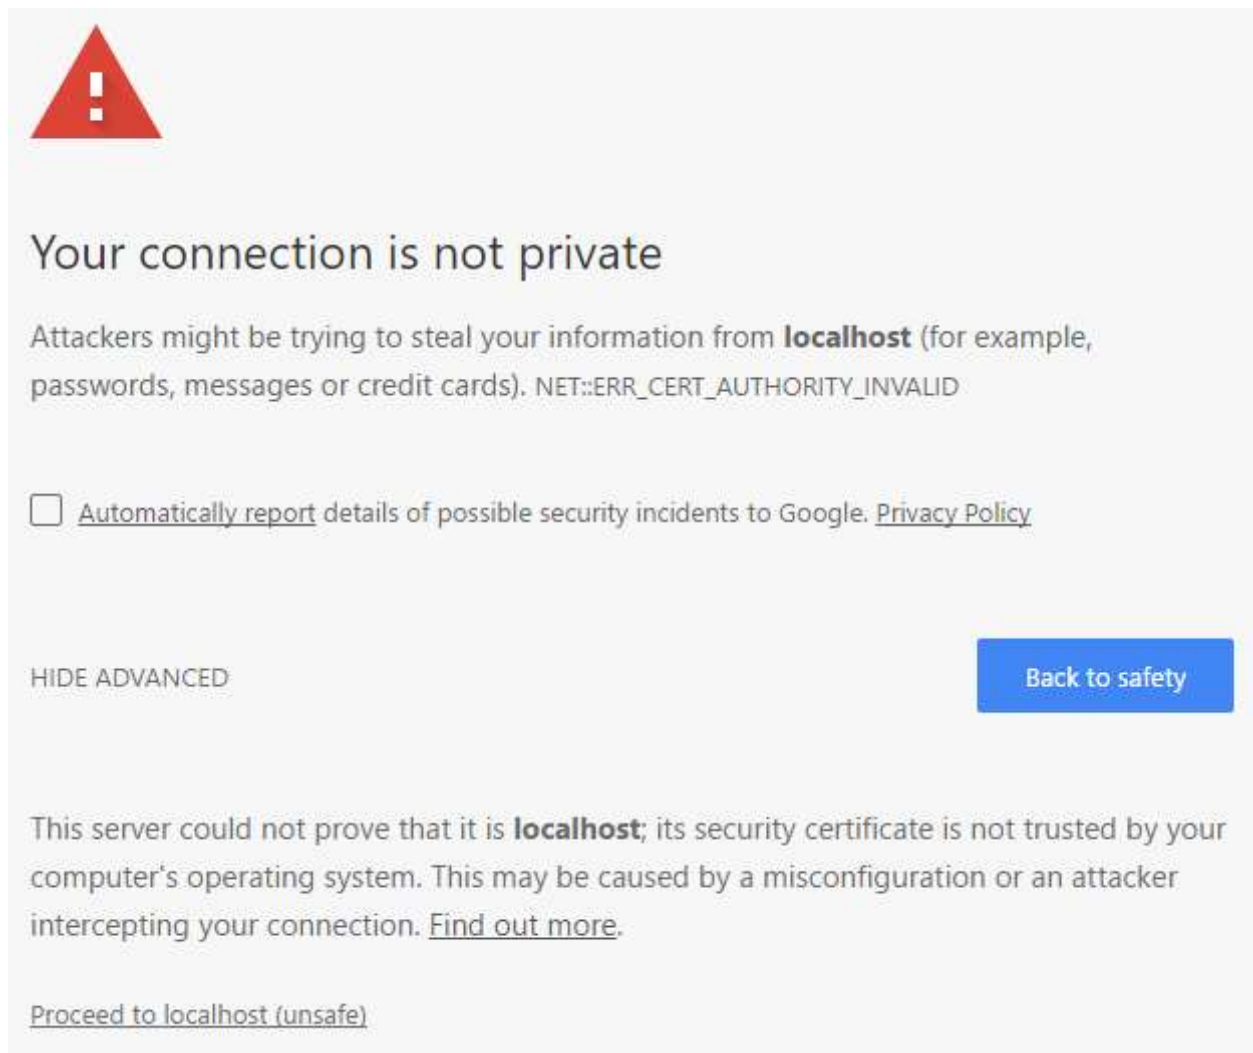 Your connection is not private
Attackers might be trying to steal your information from localhost (for example,
passwords, messages or credit cards). NET::ERR_CERT_AUTHORITY_INVALID
Automatically report details of possible security incidents to Google. Privacy Policy
HIDE ADVANCED
Back to safety
This server could not prove that it is localhost; its security certificate is not trusted by your
computer's operating system. This may be caused by a misconfiguration or an attacker
intercepting your connection. Find out more.
Proceed to localhost (unsafe)